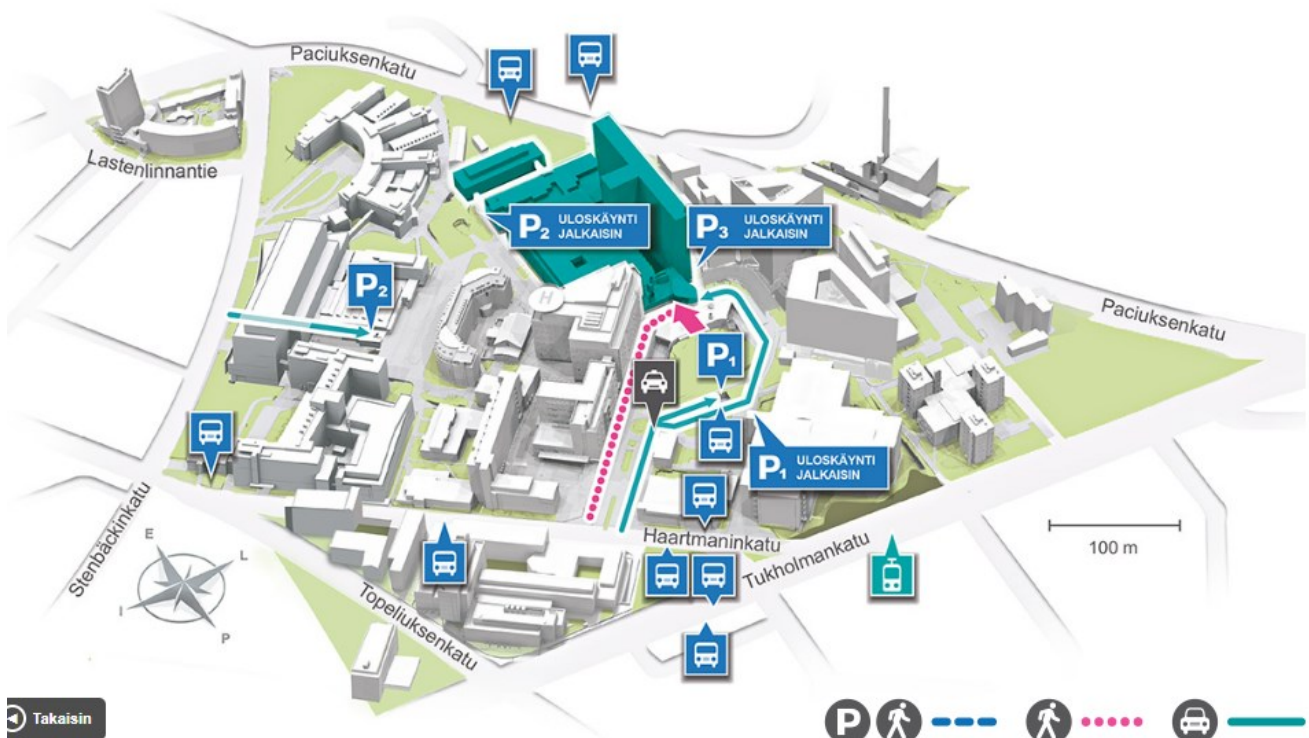 Paciuksenkatu
Lastenlinnantie
P2 ULOSKÄYNTI
JALKAISIN
P3 ULOSKÄYNTI
JALKAISIN
H
P2
Paciuksenkatu
P1
P1 ULOSKÄYNTI
JALKAISIN
Haartmaninkatu
100 m
Stenbäckinkatu
Tukholmankatu
E
L
I
P
Topeliuksenkatu
Takaisin
P